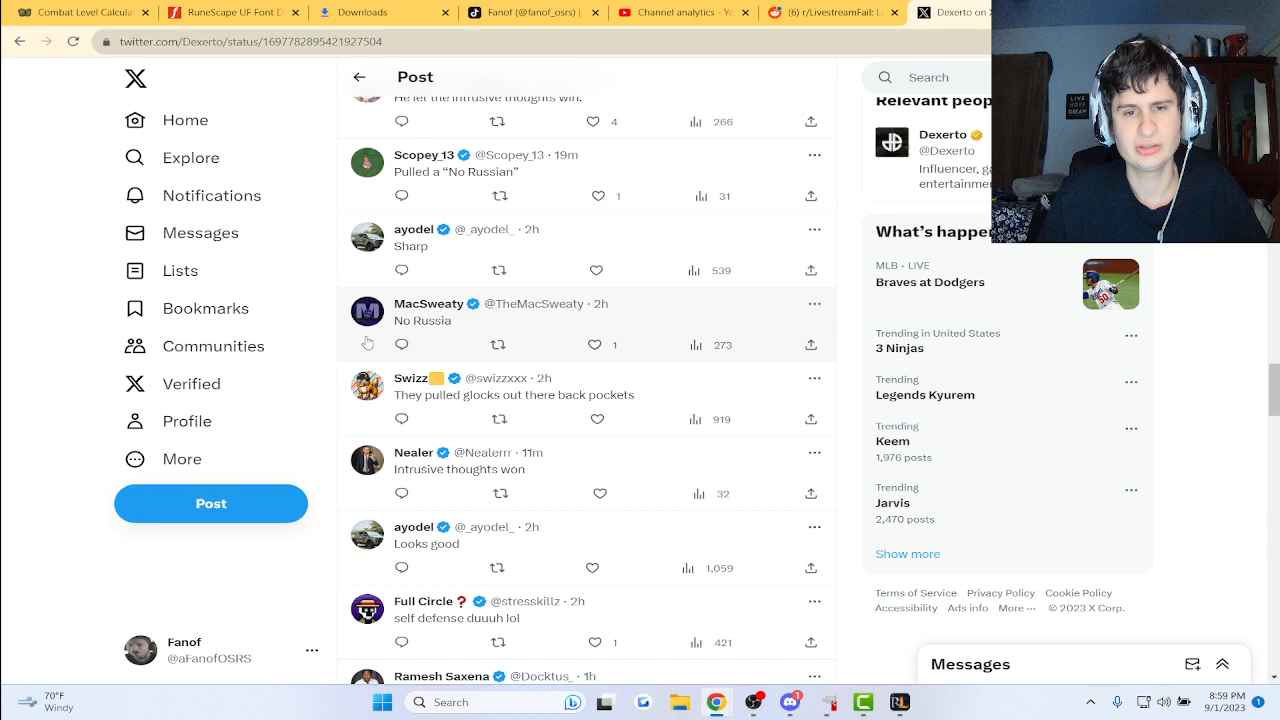 Combat Level Calculat
RuneScape UF Font D
Downloads
Fanof (@fanof_osrs) |
Channel analytics - Yo
(6) r/LivestreamFail: L
Dexerto on X
twitter.com/Dexerto/status/1697782895421927504
Home
Explore
Notifications
Messages
Lists
Bookmarks
Communities
Verified
Profile
More
Post
Fanof
@aFanofOSRS
Post
He let the intrusive thoughts win.
4 266
Scopey_13 @Scopey_13 · 19m
Pulled a “No Russian”
1 31
ayodel @_ayodel_ · 2h
Sharp
539
MacSweaty @TheMacSweaty · 2h
No Russia
1 273
Swizz @swizzxxx · 2h
They pulled glocks out there back pockets
919
Nealer @Nealerrr · 11m
Intrusive thoughts won
32
ayodel @_ayodel_ · 2h
Looks good
1,059
Full Circle❓ @stresskillz · 2h
self defense duuuh lol
1 421
Ramesh Saxena @Docktus_ · 1h
Search
Relevant peop
Dexerto
@Dexerto
Influencer, ga
entertainmen
What’s happen
MLB · LIVE
Braves at Dodgers
Trending in United States
3 Ninjas
Trending
Legends Kyurem
Trending
Keem
1,976 posts
Trending
Jarvis
2,470 posts
Show more
Terms of Service Privacy Policy Cookie Policy
Accessibility Ads info More ··· © 2023 X Corp.
Messages
LIVE
HOPE
DREAM
70°F
Windy
Search
8:59 PM
9/1/2023